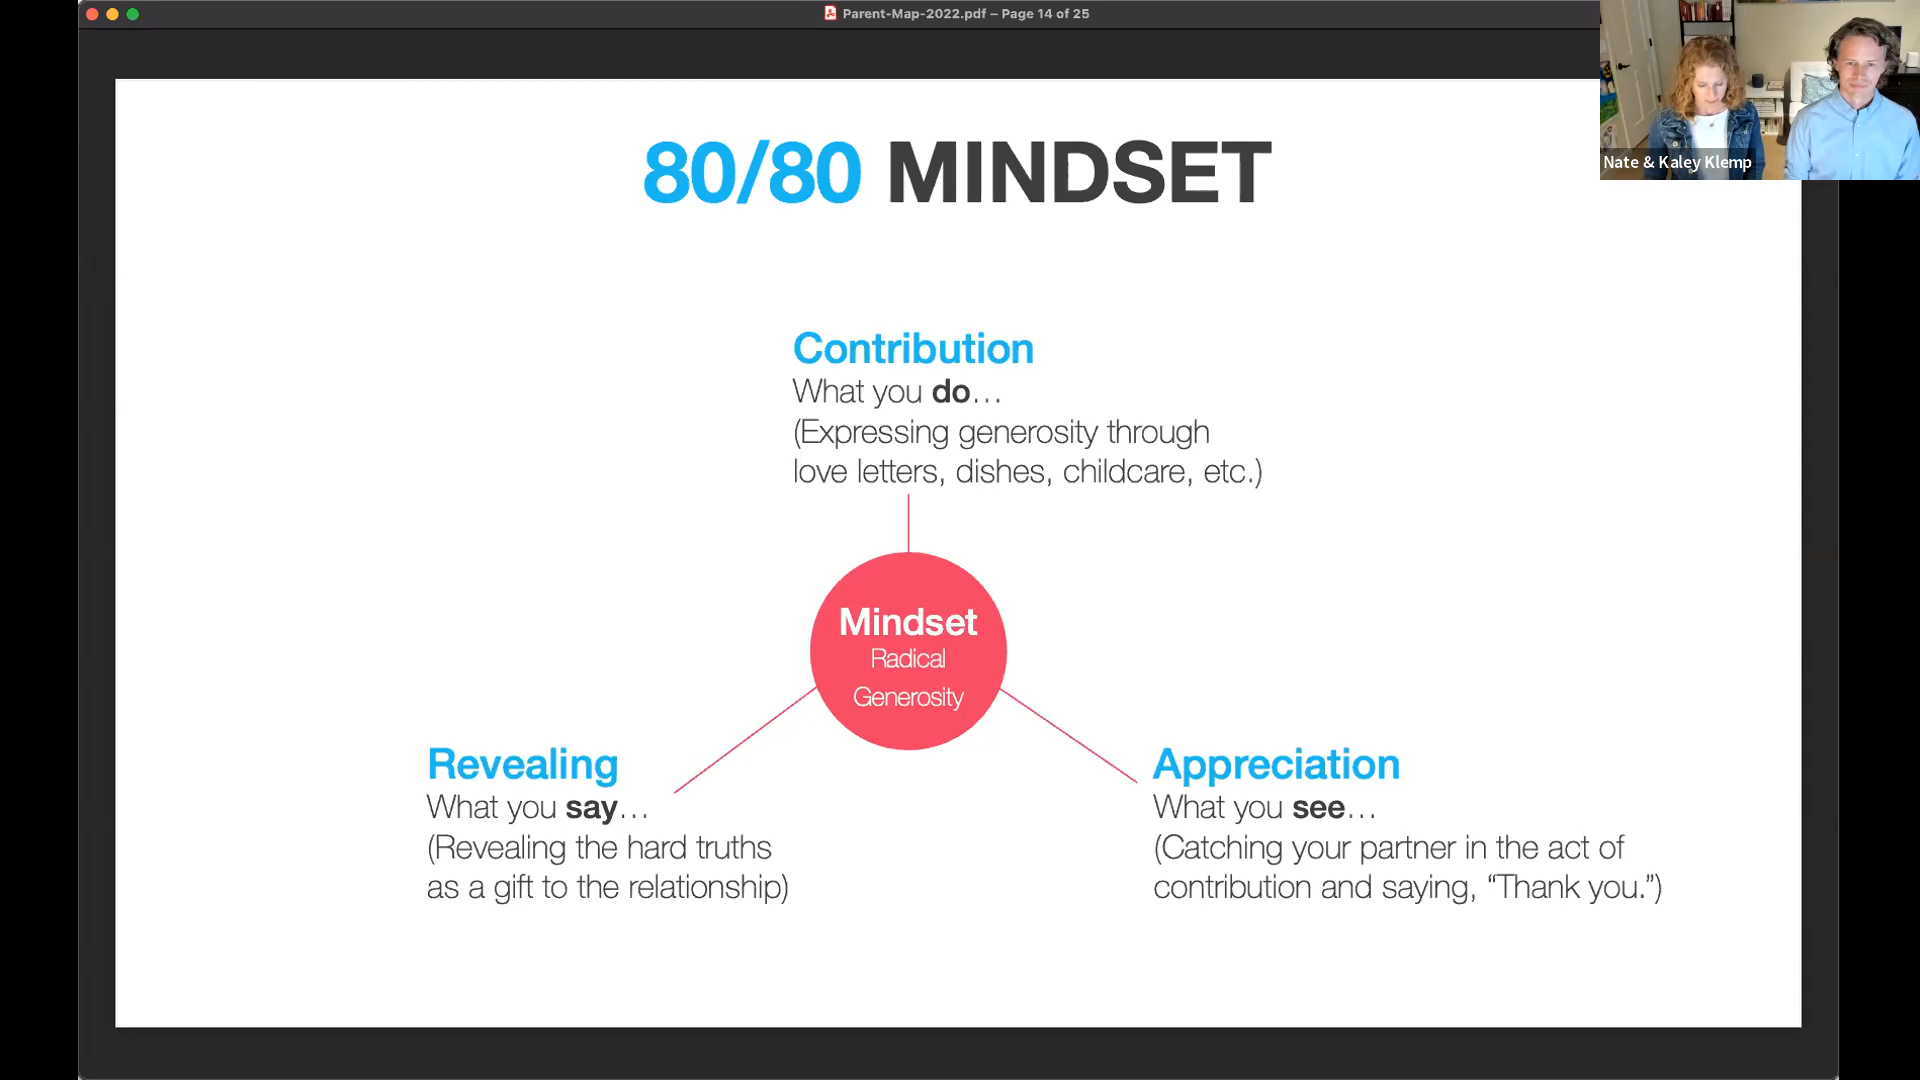 Parent-Map-2022.pdf – Page 14 of 25
Nate & Kaley Klemp
80/80 MINDSET
Contribution
What you do…
(Expressing generosity through
love letters, dishes, childcare, etc.)
Mindset
Radical
Generosity
Revealing
What you say…
(Revealing the hard truths
as a gift to the relationship)
Appreciation
What you see…
(Catching your partner in the act of
contribution and saying, “Thank you.”)